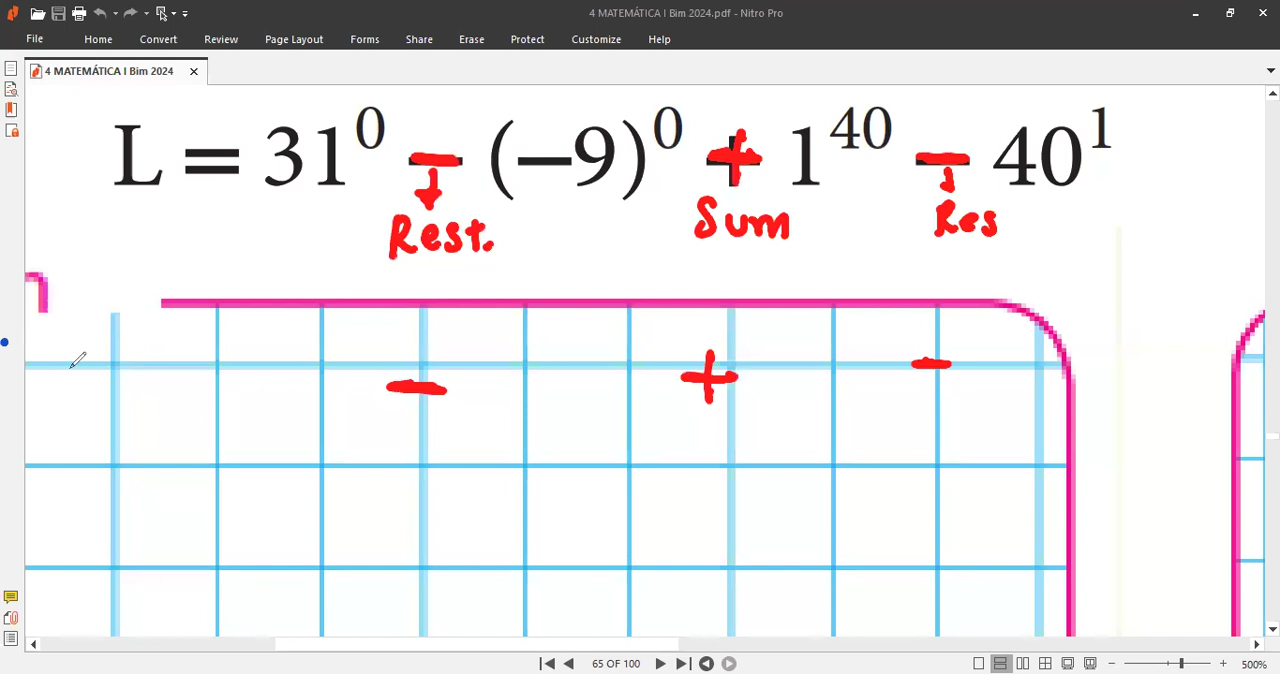 4 MATEMÁTICA I Bim 2024.pdf - Nitro Pro
File Home Convert Review Page Layout Forms Share Erase Protect Customize Help
4 MATEMÁTICA I Bim 2024
L = 31⁰ − (−9)⁰ + 1⁴⁰ − 40¹
Rest. Sum Res
− + −
65 OF 100
500%